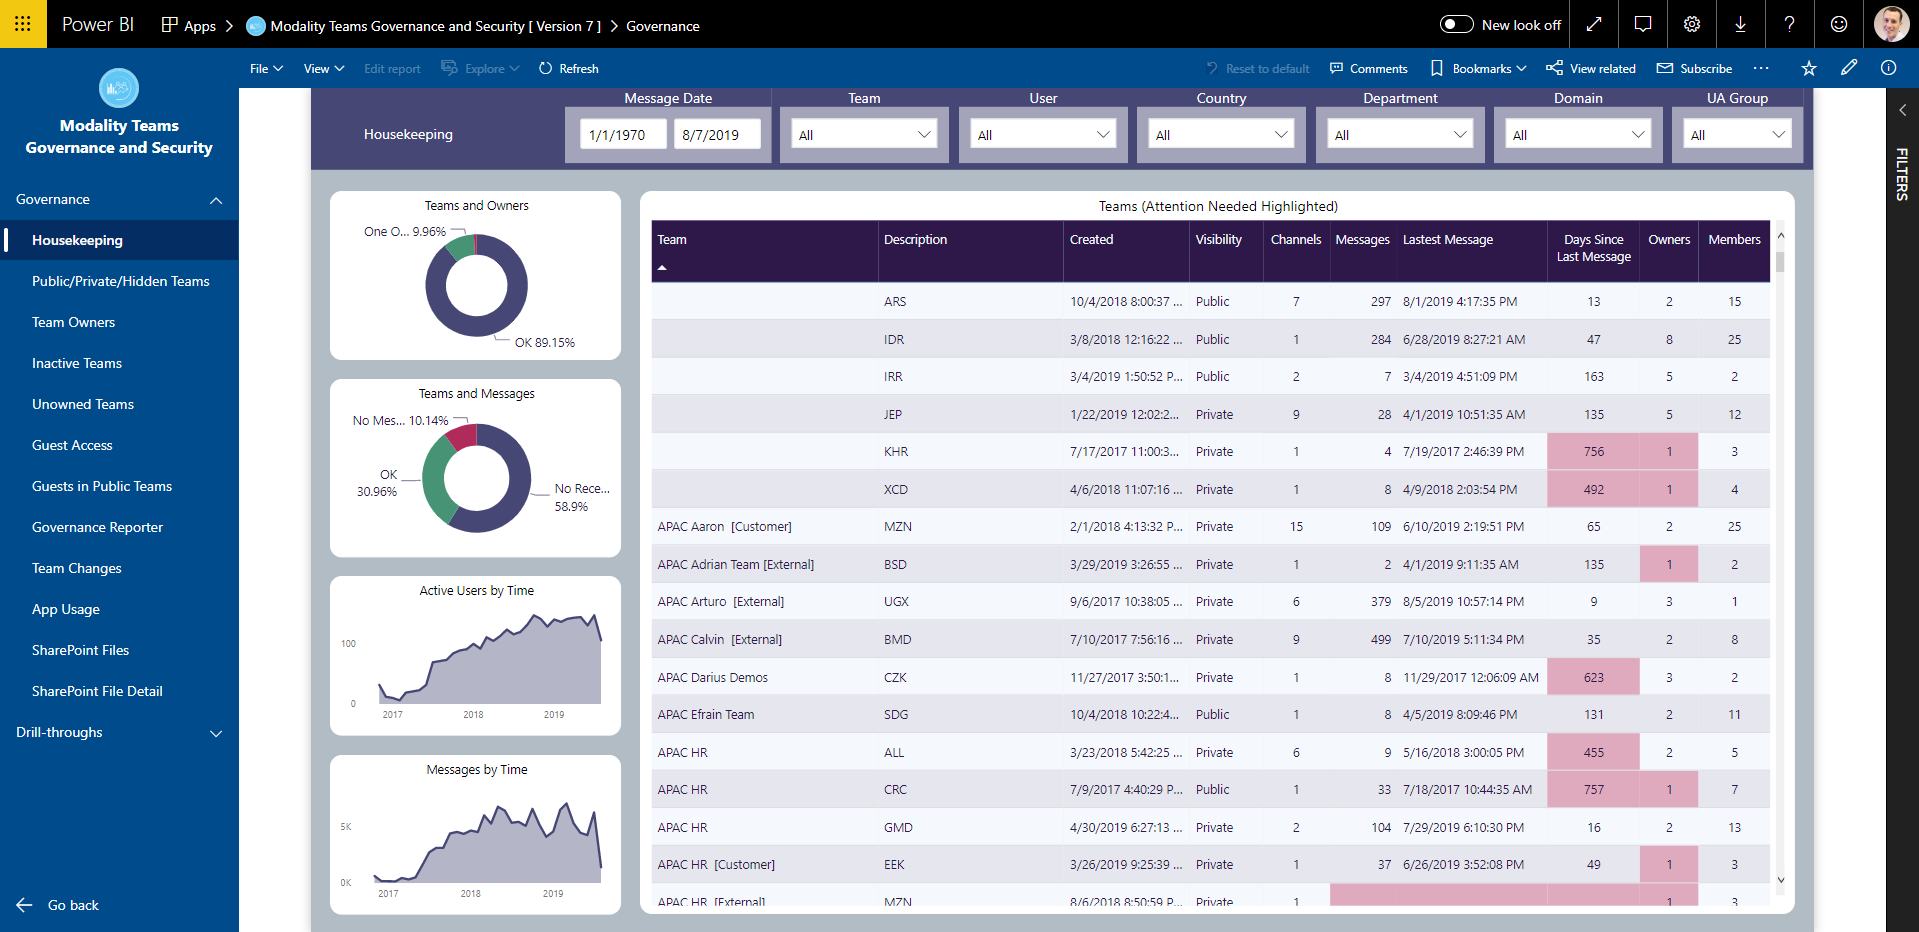 Power BI
Apps
Modality Teams Governance and Security [ Version 7 ]
Governance
New look off
File
View
Edit report
Explore
Refresh
Reset to default
Comments
Bookmarks
View related
Subscribe
Modality Teams
Governance and Security
Governance
Housekeeping
Public/Private/Hidden Teams
Team Owners
Inactive Teams
Unowned Teams
Guest Access
Guests in Public Teams
Governance Reporter
Team Changes
App Usage
SharePoint Files
SharePoint File Detail
Drill-throughs
Go back
Housekeeping
Message Date
1/1/1970 8/7/2019
Team
All
User
All
Country
All
Department
All
Domain
All
UA Group
All
FILTERS
Teams and Owners
One O... 9.96%
OK 89.15%
Teams and Messages
No Mes... 10.14%
OK
30.96%
No Rece...
58.9%
Active Users by Time
100
0
2017 2018 2019
Messages by Time
5K
0K
2017 2018 2019
Teams (Attention Needed Highlighted)
Team Description Created Visibility Channels Messages Lastest Message Days Since Last Message Owners Members
ARS 10/4/2018 8:00:37 ... Public 7 297 8/1/2019 4:17:35 PM 13 2 15
IDR 3/8/2018 12:16:22 ... Public 1 284 6/28/2019 8:27:21 AM 47 8 25
IRR 3/4/2019 1:50:52 P... Public 2 7 3/4/2019 4:51:09 PM 163 5 2
JEP 1/22/2019 12:02:2... Private 9 28 4/1/2019 10:51:35 AM 135 5 12
KHR 7/17/2017 11:00:3... Private 1 4 7/19/2017 2:46:39 PM 756 1 3
XCD 4/6/2018 11:07:16 ... Private 1 8 4/9/2018 2:03:54 PM 492 1 4
APAC Aaron [Customer] MZN 2/1/2018 4:13:32 P... Private 15 109 6/10/2019 2:19:51 PM 65 2 25
APAC Adrian Team [External] BSD 3/29/2019 3:26:55 ... Private 1 2 4/1/2019 9:11:35 AM 135 1 2
APAC Arturo [External] UGX 9/6/2017 10:38:05 ... Private 6 379 8/5/2019 10:57:14 PM 9 3 1
APAC Calvin [External] BMD 7/10/2017 7:56:16 ... Private 9 499 7/10/2019 5:11:34 PM 35 2 8
APAC Darius Demos CZK 11/27/2017 3:50:1... Private 1 8 11/29/2017 12:06:09 AM 623 3 2
APAC Efrain Team SDG 10/4/2018 10:22:4... Public 1 8 4/5/2019 8:09:46 PM 131 2 11
APAC HR ALL 3/23/2018 5:42:25 ... Private 6 9 5/16/2018 3:00:05 PM 455 2 5
APAC HR CRC 7/9/2017 4:40:29 P... Public 1 33 7/18/2017 10:44:35 AM 757 1 7
APAC HR GMD 4/30/2019 6:27:13 ... Private 2 104 7/29/2019 6:10:30 PM 16 2 13
APAC HR [Customer] EEK 3/26/2019 9:25:39 ... Private 1 37 6/26/2019 3:52:08 PM 49 1 3
APAC HR [External] MZN 8/6/2018 8:50:59 P... Private 1 1 3